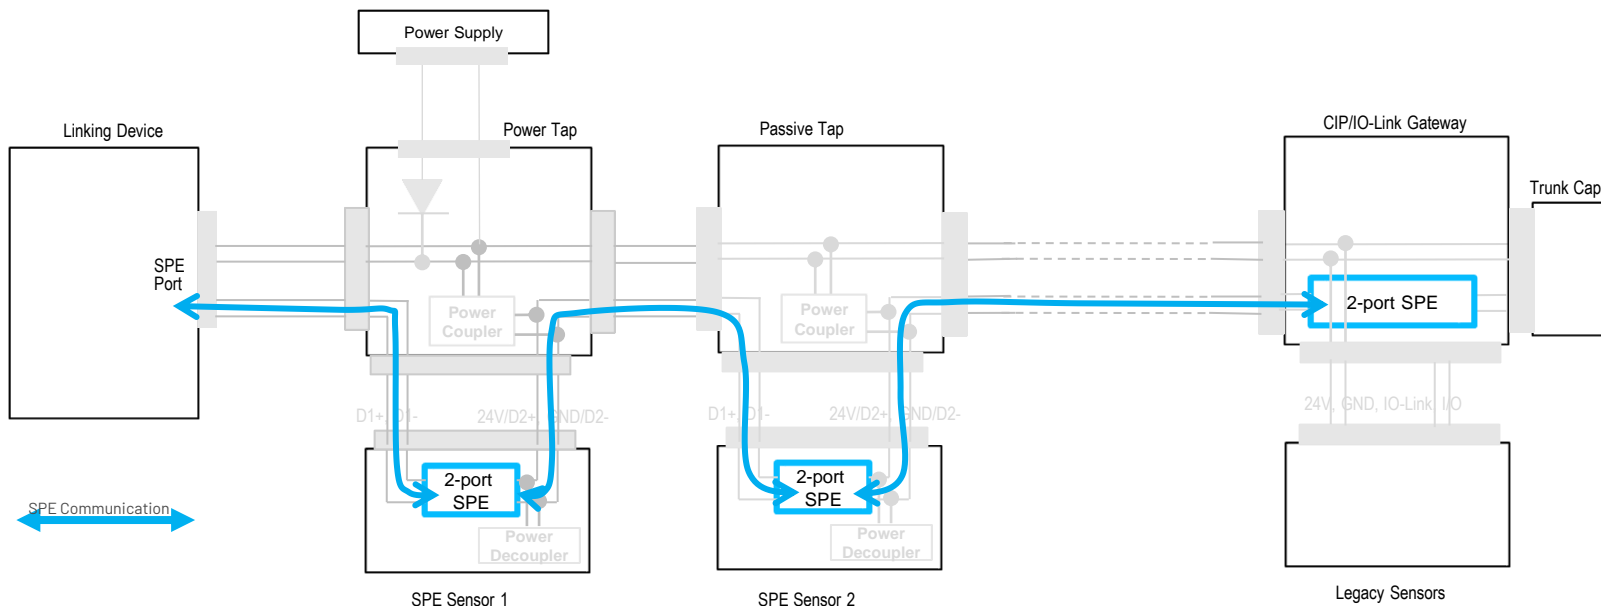 Power Supply
Linking Device
Power Tap
Passive Tap
CIP/IO-Link Gateway
Trunk Cap
SPE
Port
Power
Coupler
Power
Coupler
2-port SPE
D1+, D1-
24V/D2+, GND/D2-
D1+, D1-
24V/D2+, GND/D2-
24V, GND, IO-Link, I/O
2-port
SPE
2-port
SPE
SPE Communication
Power
Decoupler
Power
Decoupler
SPE Sensor 1
SPE Sensor 2
Legacy Sensors